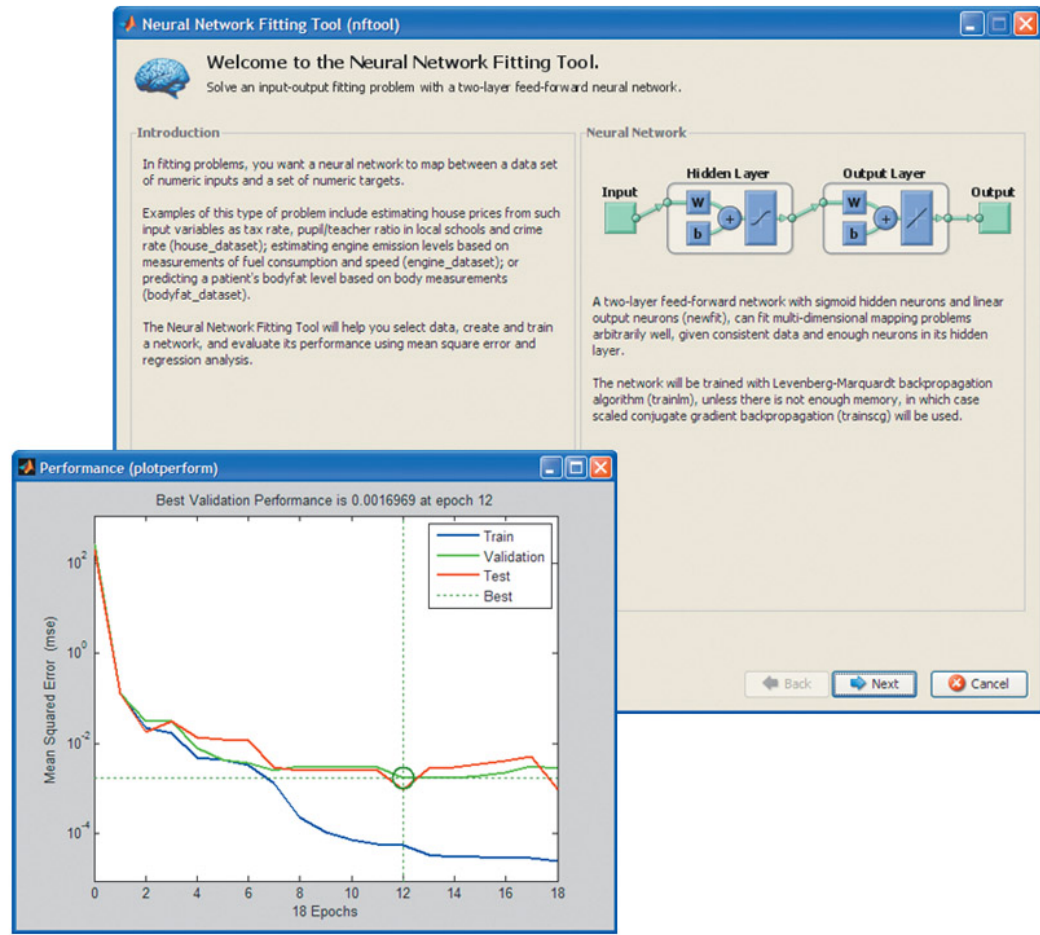 Neural Network Fitting Tool (nftool)
Welcome to the Neural Network Fitting Tool.
Solve an input-output fitting problem with a two-layer feed-forward neural network.
Introduction
In fitting problems, you want a neural network to map between a data set
of numeric inputs and a set of numeric targets.
Examples of this type of problem include estimating house prices from such
input variables as tax rate, pupil/teacher ratio in local schools and crime
rate (house_dataset); estimating engine emission levels based on
measurements of fuel consumption and speed (engine_dataset); or
predicting a patient's bodyfat level based on body measurements
(bodyfat_dataset).
The Neural Network Fitting Tool will help you select data, create and train
a network, and evaluate its performance using mean square error and
regression analysis.
Neural Network
Hidden Layer Output Layer
Input Output
W W
+ +
b b
A two-layer feed-forward network with sigmoid hidden neurons and linear
output neurons (newfit), can fit multi-dimensional mapping problems
arbitrarily well, given consistent data and enough neurons in its hidden
layer.
The network will be trained with Levenberg-Marquardt backpropagation
algorithm (trainlm), unless there is not enough memory, in which case
scaled conjugate gradient backpropagation (trainscg) will be used.
Back Next Cancel
Performance (plotperform)
Best Validation Performance is 0.0016969 at epoch 12
Train
Validation
Test
Best
Mean Squared Error (mse)
10^2
10^0
10^-2
10^-4
0 2 4 6 8 10 12 14 16 18
18 Epochs